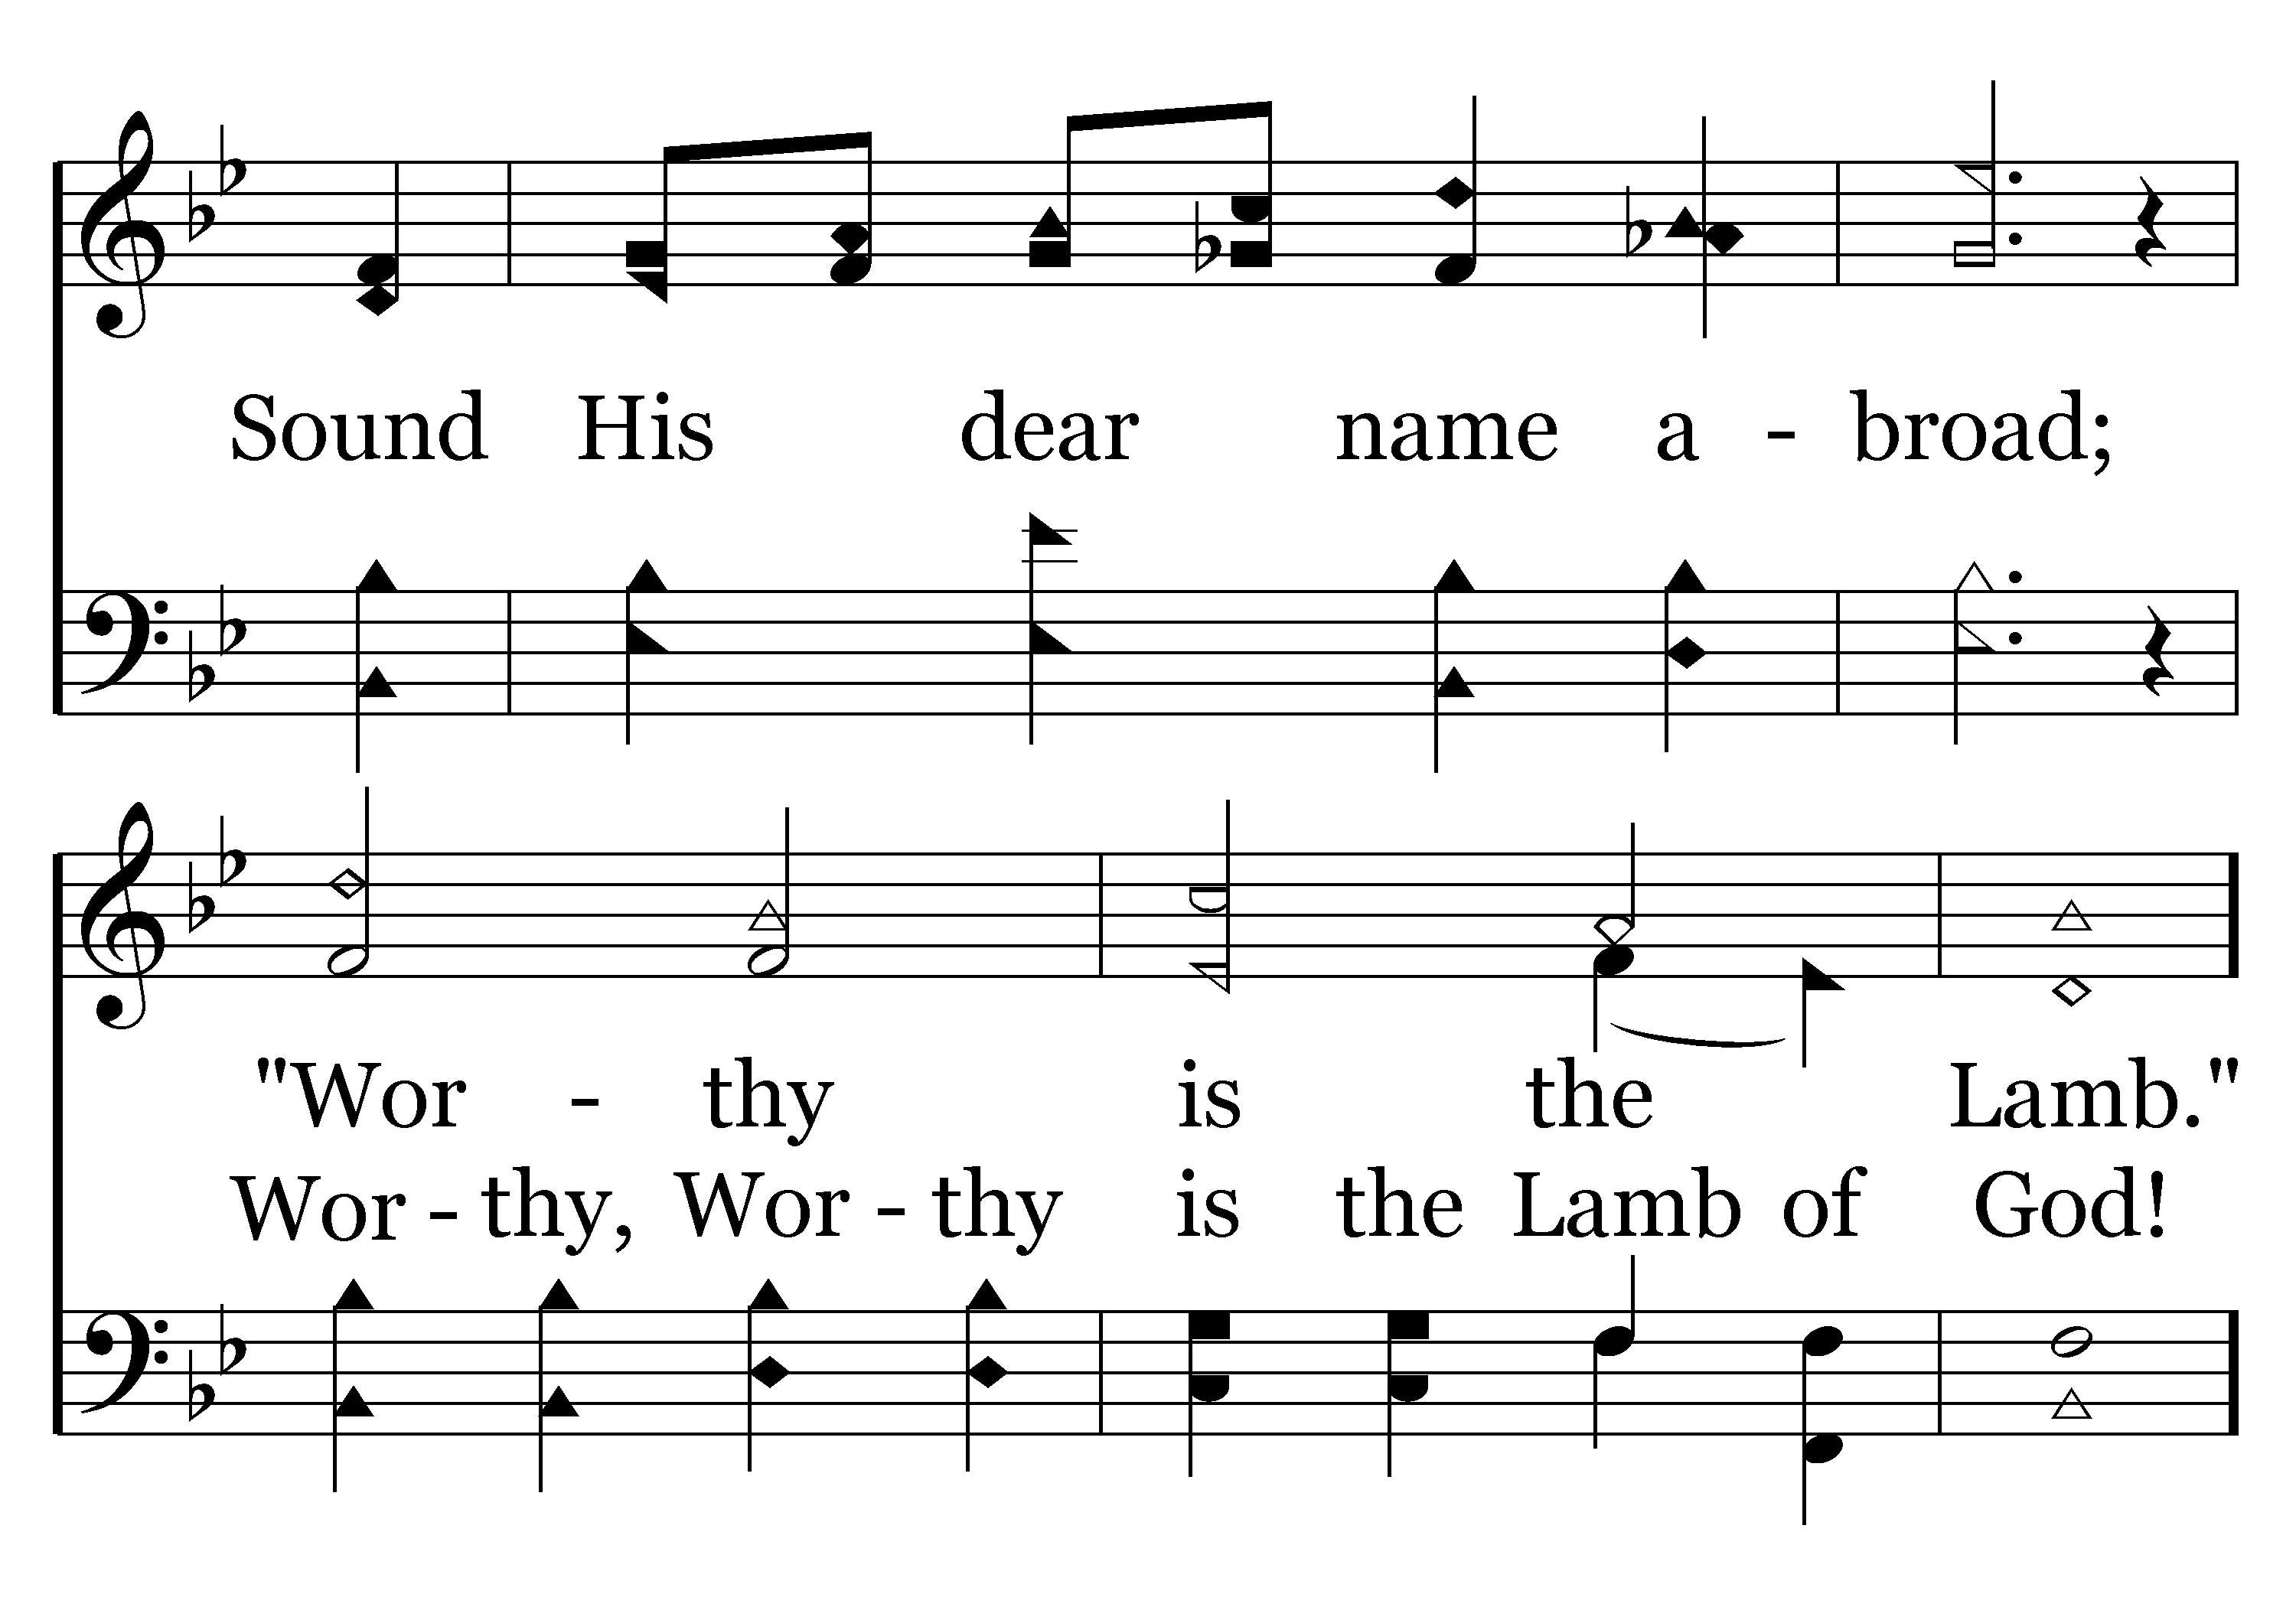 Sound His dear name a - broad;
"Wor - thy is the Lamb."
Wor - thy, Wor - thy is the Lamb of God!